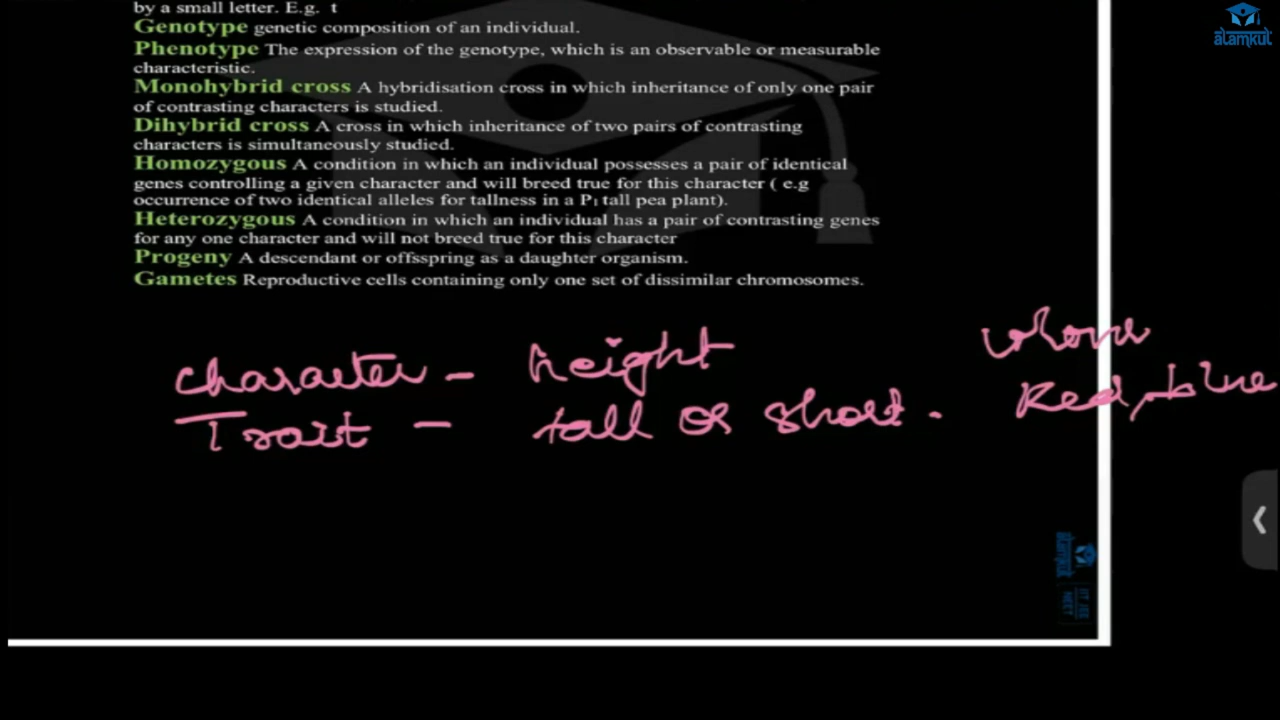 by a small letter. E.g. t
Genotype genetic composition of an individual.
Phenotype The expression of the genotype, which is an observable or measurable
characteristic.
Monohybrid cross A hybridisation cross in which inheritance of only one pair
of contrasting characters is studied.
Dihybrid cross A cross in which inheritance of two pairs of contrasting
characters is simultaneously studied.
Homozygous A condition in which an individual possesses a pair of identical
genes controlling a given character and will breed true for this character ( e.g
occurrence of two identical alleles for tallness in a P₁ tall pea plant).
Heterozygous A condition in which an individual has a pair of contrasting genes
for any one character and will not breed true for this character
Progeny A descendant or offsspring as a daughter organism.
Gametes Reproductive cells containing only one set of dissimilar chromosomes.
character - height
Trait - tall or short.
Red, blue
alamkul
alamkul
IIT JEE
NEET